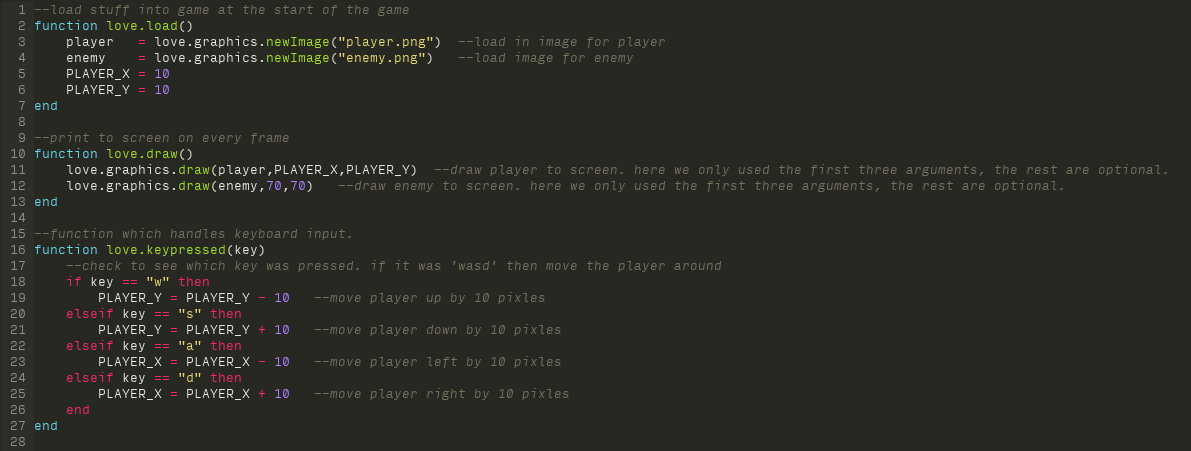 1 --load stuff into game at the start of the game
2 function love.load()
3     player   = love.graphics.newImage("player.png")  --load in image for player
4     enemy    = love.graphics.newImage("enemy.png")   --load image for enemy
5     PLAYER_X = 10
6     PLAYER_Y = 10
7 end
8
9 --print to screen on every frame
10 function love.draw()
11     love.graphics.draw(player,PLAYER_X,PLAYER_Y)  --draw player to screen. here we only used the first three arguments, the rest are optional.
12     love.graphics.draw(enemy,70,70)   --draw enemy to screen. here we only used the first three arguments, the rest are optional.
13 end
14
15 --function which handles keyboard input.
16 function love.keypressed(key)
17     --check to see which key was pressed. if it was 'wasd' then move the player around
18     if key == "w" then
19         PLAYER_Y = PLAYER_Y - 10   --move player up by 10 pixles
20     elseif key == "s" then
21         PLAYER_Y = PLAYER_Y + 10   --move player down by 10 pixles
22     elseif key == "a" then
23         PLAYER_X = PLAYER_X - 10   --move player left by 10 pixles
24     elseif key == "d" then
25         PLAYER_X = PLAYER_X + 10   --move player right by 10 pixles
26     end
27 end
28